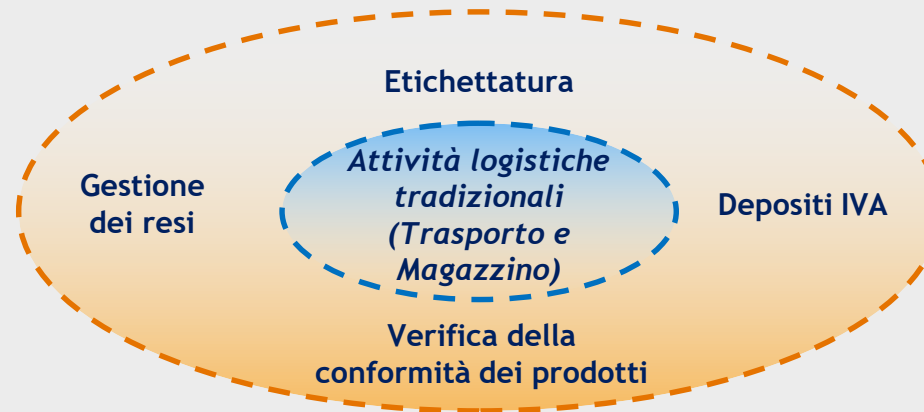 Etichettatura
Attività logistiche
tradizionali
(Trasporto e
Magazzino)
Gestione
dei resi
Depositi IVA
Verifica della
conformità dei prodotti